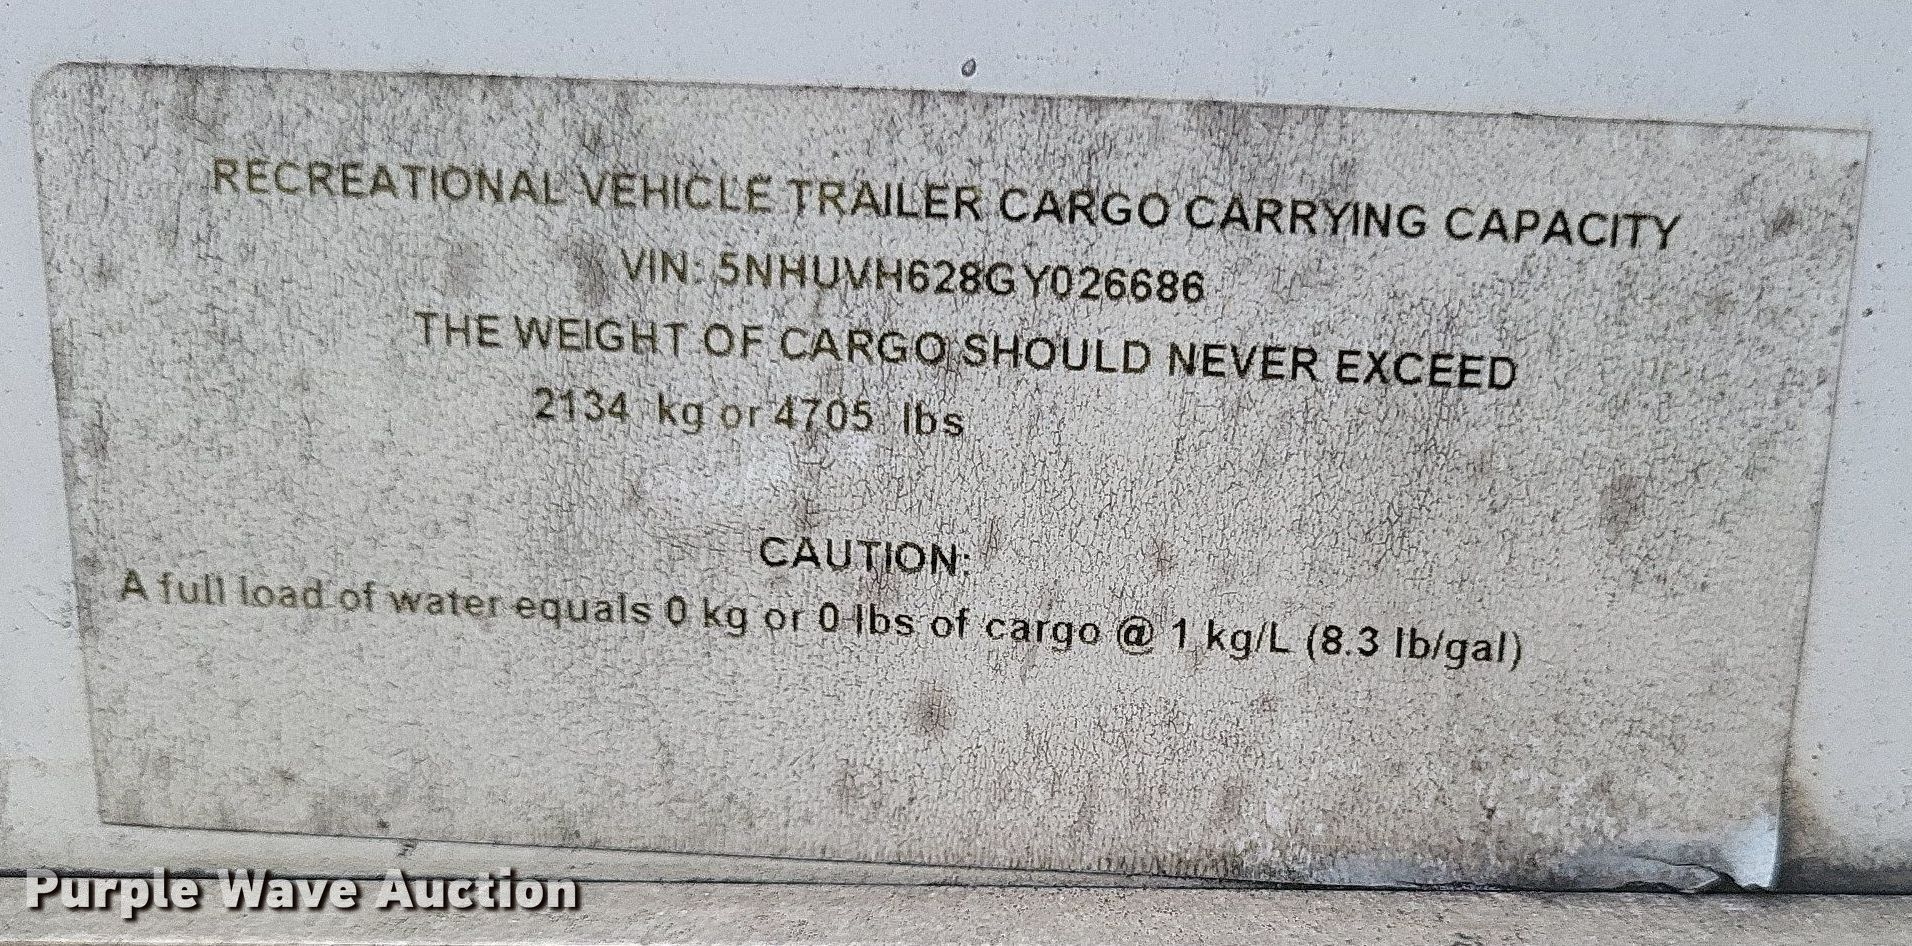 RECREATIONAL VEHICLE TRAILER CARGO CARRYING CAPACITY
VIN: 5NHUVH628GY026686
THE WEIGHT OF CARGO SHOULD NEVER EXCEED
2134 kg or 4705 lbs
CAUTION:
A full load of water equals 0 kg or 0 lbs of cargo @ 1 kg/L (8.3 lb/gal)
Purple Wave Auction